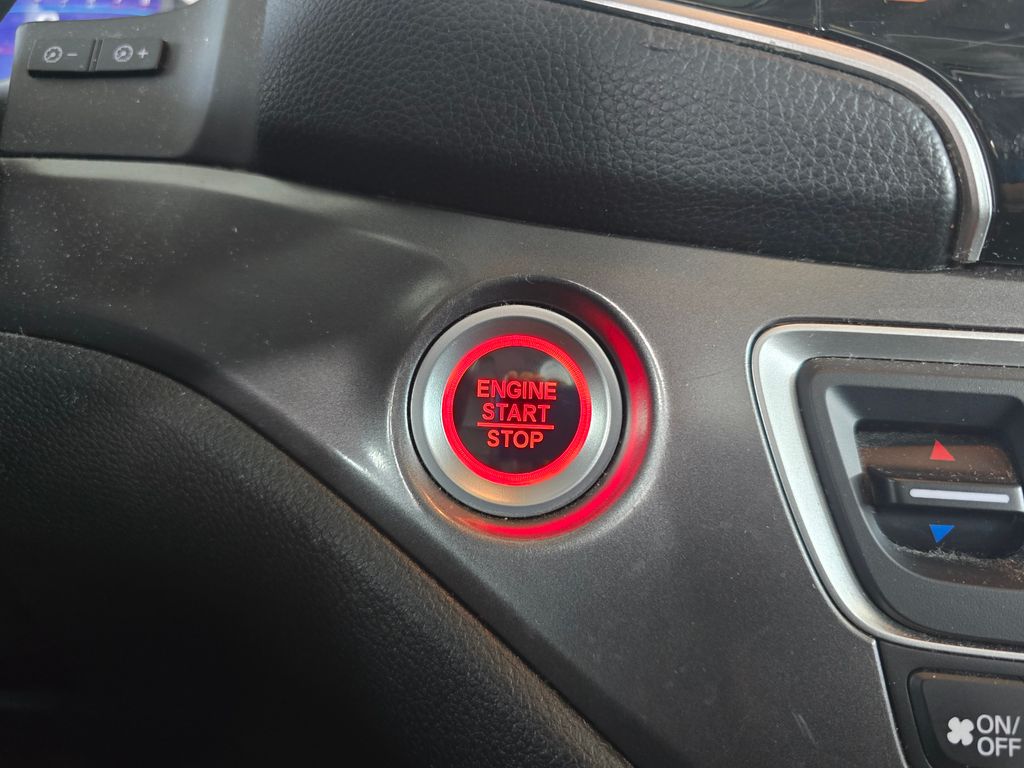 - +
ENGINE
START
STOP
ON/
OFF